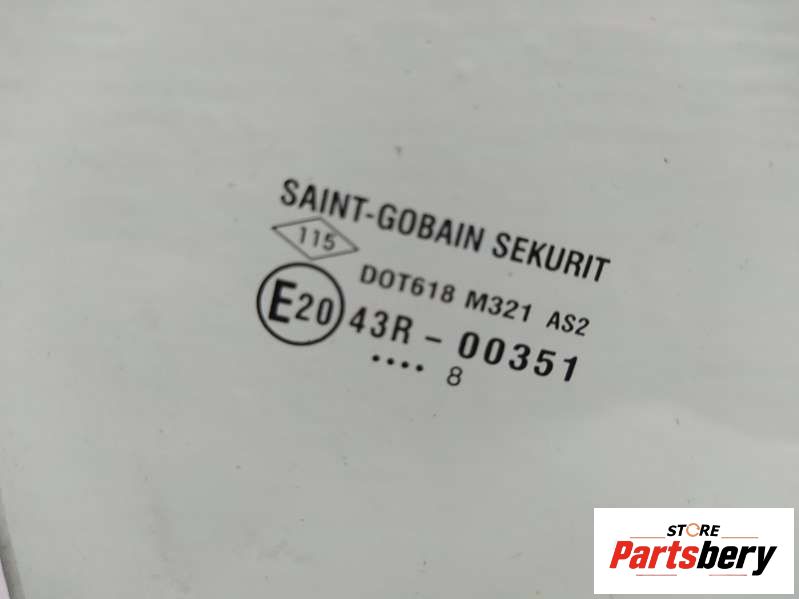 SAINT-GOBAIN SEKURIT
115
DOT618 M321 AS2
E20 43R - 00351
.... 8
STORE
Partsbery